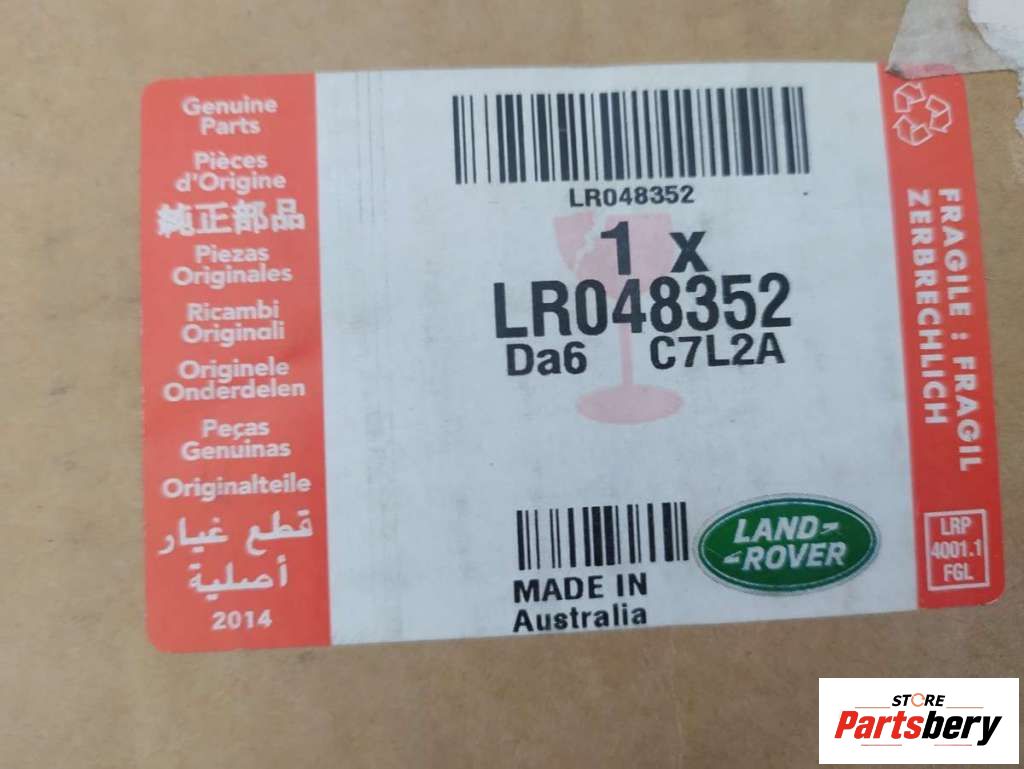 Genuine
Parts
Pièces
d'Origine
純正部品
Piezas
Originales
Ricambi
Originali
Originele
Onderdelen
Peças
Genuinas
Originalteile
قطع غيار
أصلية
2014
LR048352
1 x
LR048352
Da6 C7L2A
MADE IN
Australia
LAND
ROVER
FRAGILE : FRAGIL
ZERBRECHLICH
LRP
4001.1
FGL
STORE
Partsbery